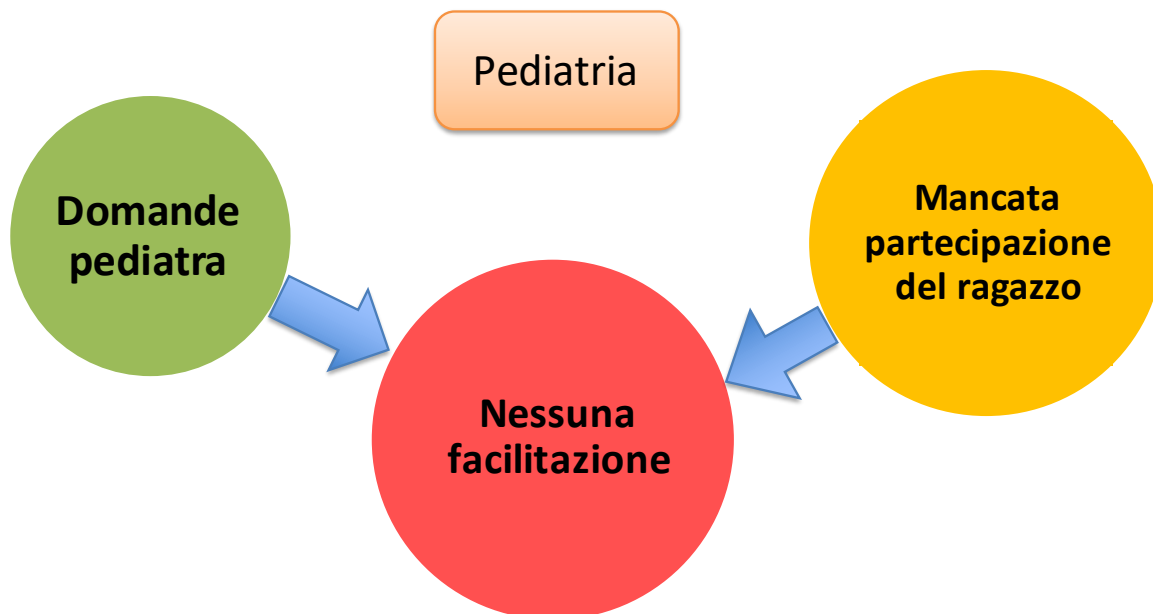 Pediatria
Domande
pediatra
Mancata
partecipazione
del ragazzo
Nessuna
facilitazione